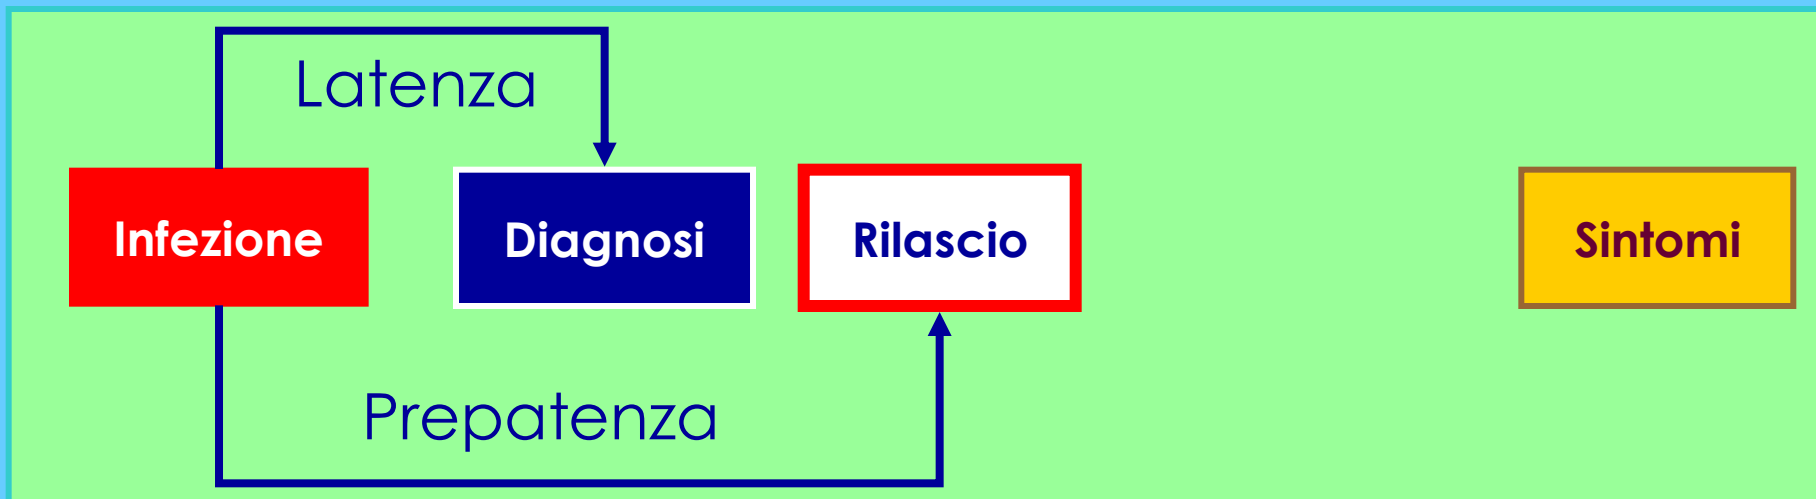 Latenza
Infezione
Diagnosi
Rilascio
Sintomi
Prepatenza